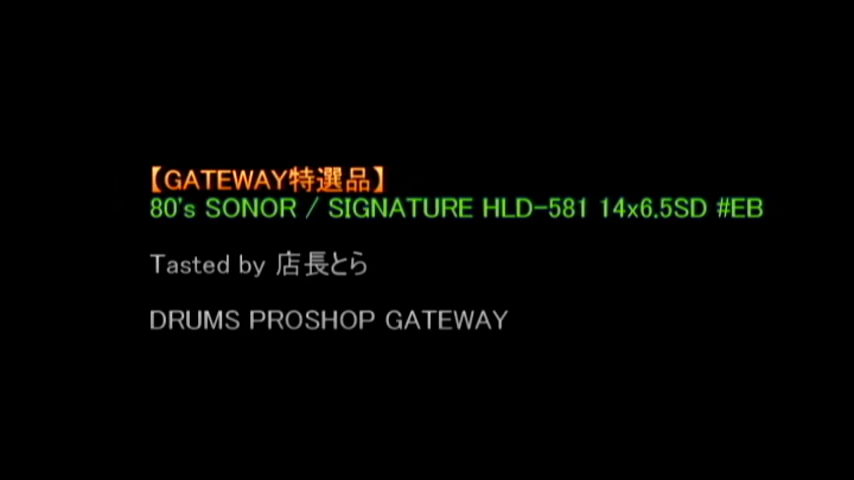 【GATEWAY特選品】
80's SONOR / SIGNATURE HLD-581 14x6.5SD #EB
Tasted by 店長とら
DRUMS PROSHOP GATEWAY